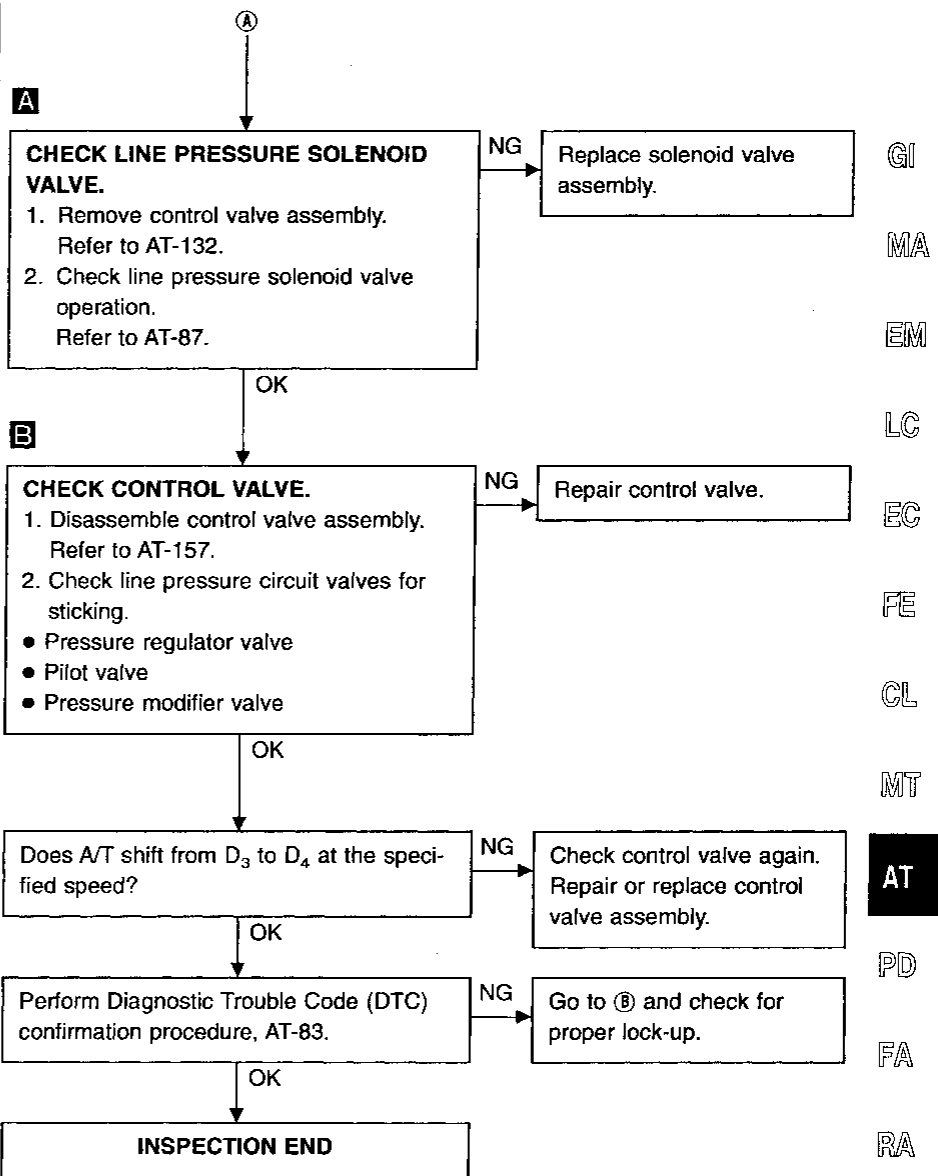 Ⓐ
A
CHECK LINE PRESSURE SOLENOID
VALVE.
1. Remove control valve assembly.
Refer to AT-132.
2. Check line pressure solenoid valve
operation.
Refer to AT-87.
NG
Replace solenoid valve
assembly.
OK
B
CHECK CONTROL VALVE.
1. Disassemble control valve assembly.
Refer to AT-157.
2. Check line pressure circuit valves for
sticking.
● Pressure regulator valve
● Pilot valve
● Pressure modifier valve
NG
Repair control valve.
OK
Does A/T shift from D₃ to D₄ at the speci-
fied speed?
NG
Check control valve again.
Repair or replace control
valve assembly.
OK
Perform Diagnostic Trouble Code (DTC)
confirmation procedure, AT-83.
NG
Go to Ⓑ and check for
proper lock-up.
OK
INSPECTION END
GI
MA
EM
LC
EC
FE
CL
MT
AT
PD
FA
RA